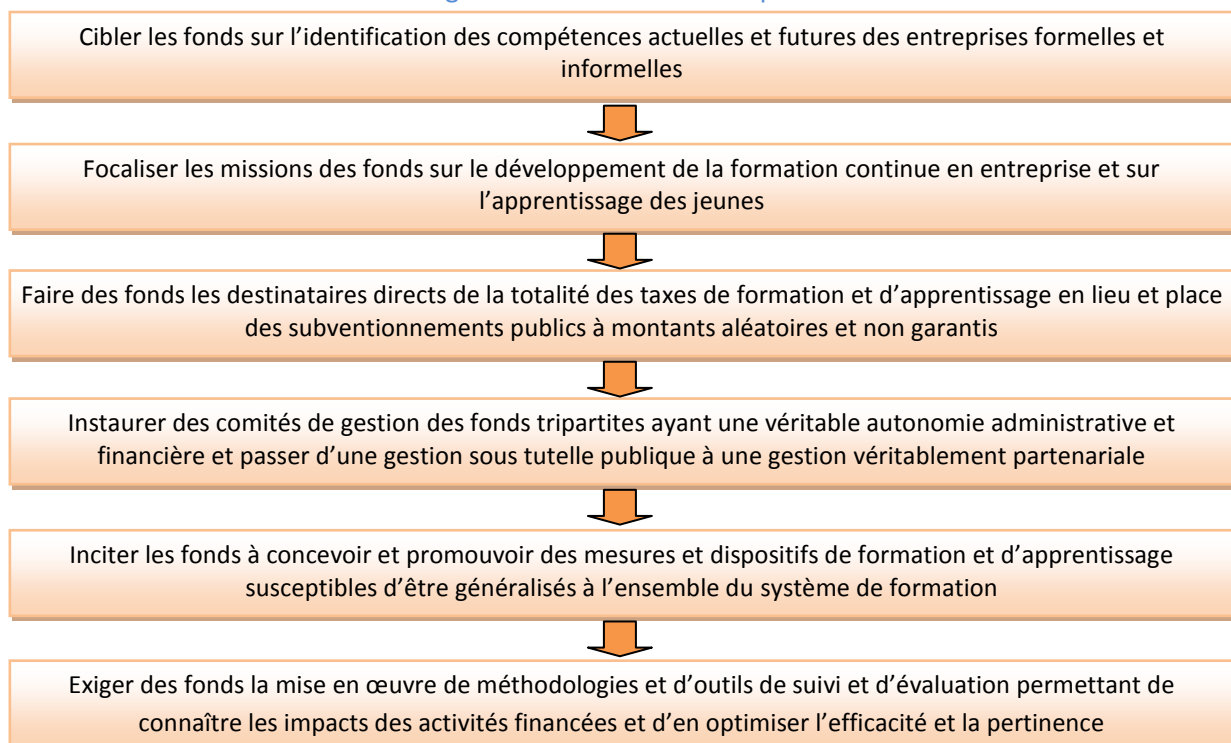 Cibler les fonds sur l’identification des compétences actuelles et futures des entreprises formelles et
informelles
Focaliser les missions des fonds sur le développement de la formation continue en entreprise et sur
l’apprentissage des jeunes
Faire des fonds les destinataires directs de la totalité des taxes de formation et d’apprentissage en lieu et place
des subventionnements publics à montants aléatoires et non garantis
Instaurer des comités de gestion des fonds tripartites ayant une véritable autonomie administrative et
financière et passer d’une gestion sous tutelle publique à une gestion véritablement partenariale
Inciter les fonds à concevoir et promouvoir des mesures et dispositifs de formation et d’apprentissage
susceptibles d’être généralisés à l’ensemble du système de formation
Exiger des fonds la mise en œuvre de méthodologies et d’outils de suivi et d’évaluation permettant de
connaître les impacts des activités financées et d’en optimiser l’efficacité et la pertinence